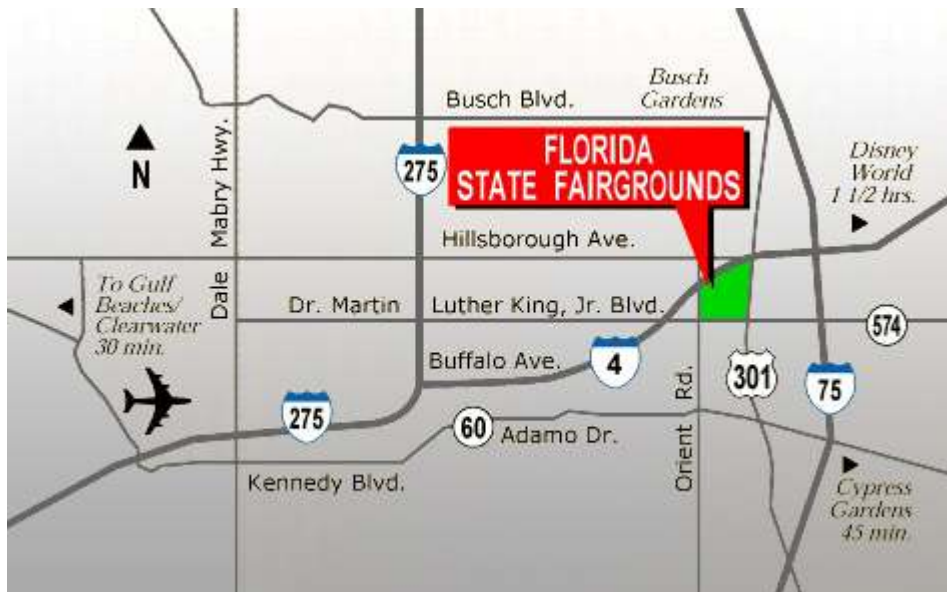 Busch Blvd.
Busch
Gardens
N
275
FLORIDA
STATE FAIRGROUNDS
Disney
World
1 1/2 hrs.
Dale Mabry Hwy.
Hillsborough Ave.
To Gulf
Beaches/
Clearwater
30 min.
Dr. Martin Luther King, Jr. Blvd.
574
Buffalo Ave.
4
301
75
Orient Rd.
275
60
Adamo Dr.
Kennedy Blvd.
Cypress
Gardens
45 min.